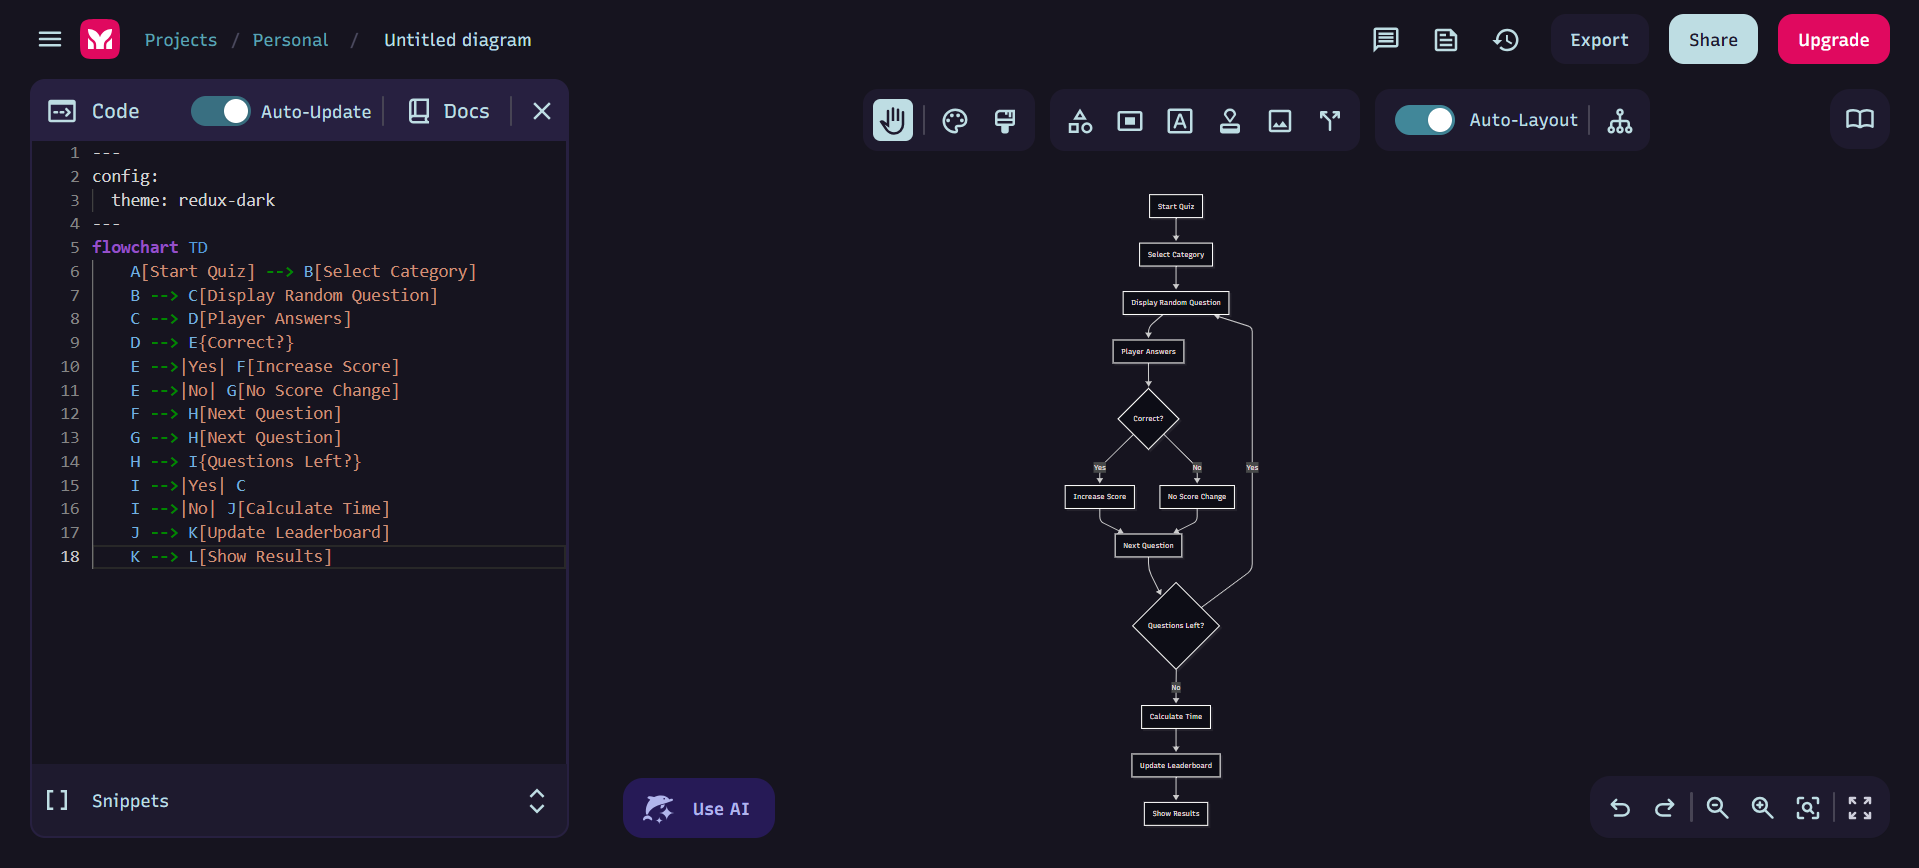 Projects / Personal / Untitled diagram
Export
Share
Upgrade
Code
Auto-Update
Docs
Auto-Layout
1 ---
2 config:
3   theme: redux-dark
4 ---
5 flowchart TD
6     A[Start Quiz] --> B[Select Category]
7     B --> C[Display Random Question]
8     C --> D[Player Answers]
9     D --> E{Correct?}
10     E -->|Yes| F[Increase Score]
11     E -->|No| G[No Score Change]
12     F --> H[Next Question]
13     G --> H[Next Question]
14     H --> I{Questions Left?}
15     I -->|Yes| C
16     I -->|No| J[Calculate Time]
17     J --> K[Update Leaderboard]
18     K --> L[Show Results]
Snippets
Use AI
Start Quiz
Select Category
Display Random Question
Player Answers
Correct?
Yes
No
Yes
Increase Score
No Score Change
Next Question
Questions Left?
No
Calculate Time
Update Leaderboard
Show Results